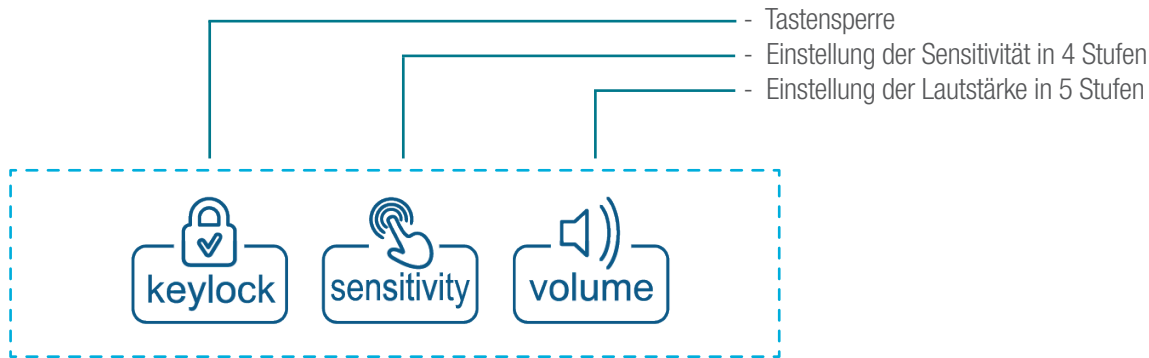 - Tastensperre
- Einstellung der Sensitivität in 4 Stufen
- Einstellung der Lautstärke in 5 Stufen
keylock sensitivity volume